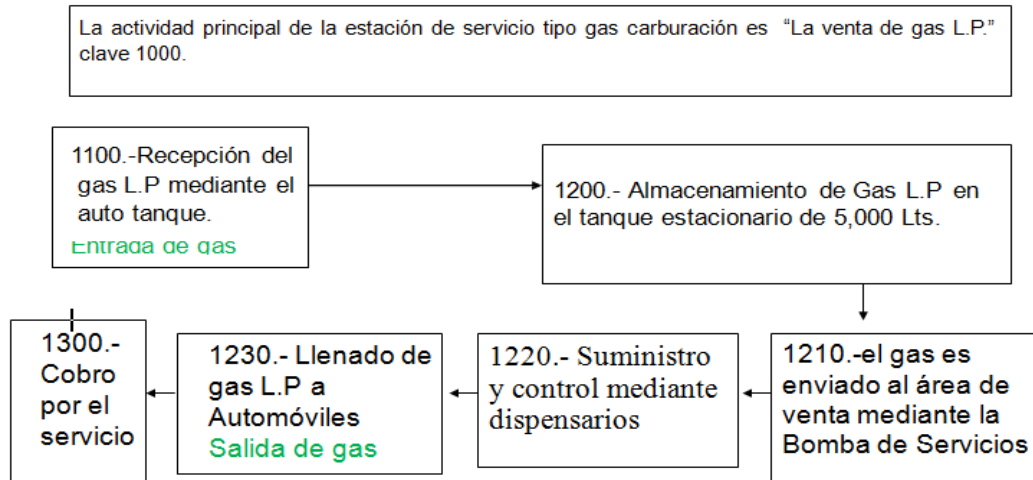 La actividad principal de la estación de servicio tipo gas carburación es “La venta de gas L.P.”
clave 1000.
1100.-Recepción del
gas L.P mediante el
auto tanque.
Entrada de gas
1200.- Almacenamiento de Gas L.P en
el tanque estacionario de 5,000 Lts.
1210.-el gas es
enviado al área de
venta mediante la
Bomba de Servicios
1220.- Suministro
y control mediante
dispensarios
1230.- Llenado de
gas L.P a
Automóviles
Salida de gas
1300.-
Cobro
por el
servicio